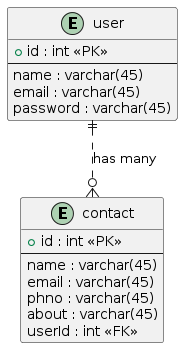 E user
id : int «PK»
name : varchar(45)
email : varchar(45)
password : varchar(45)
has many
E contact
id : int «PK»
name : varchar(45)
email : varchar(45)
phno : varchar(45)
about : varchar(45)
userId : int «FK»